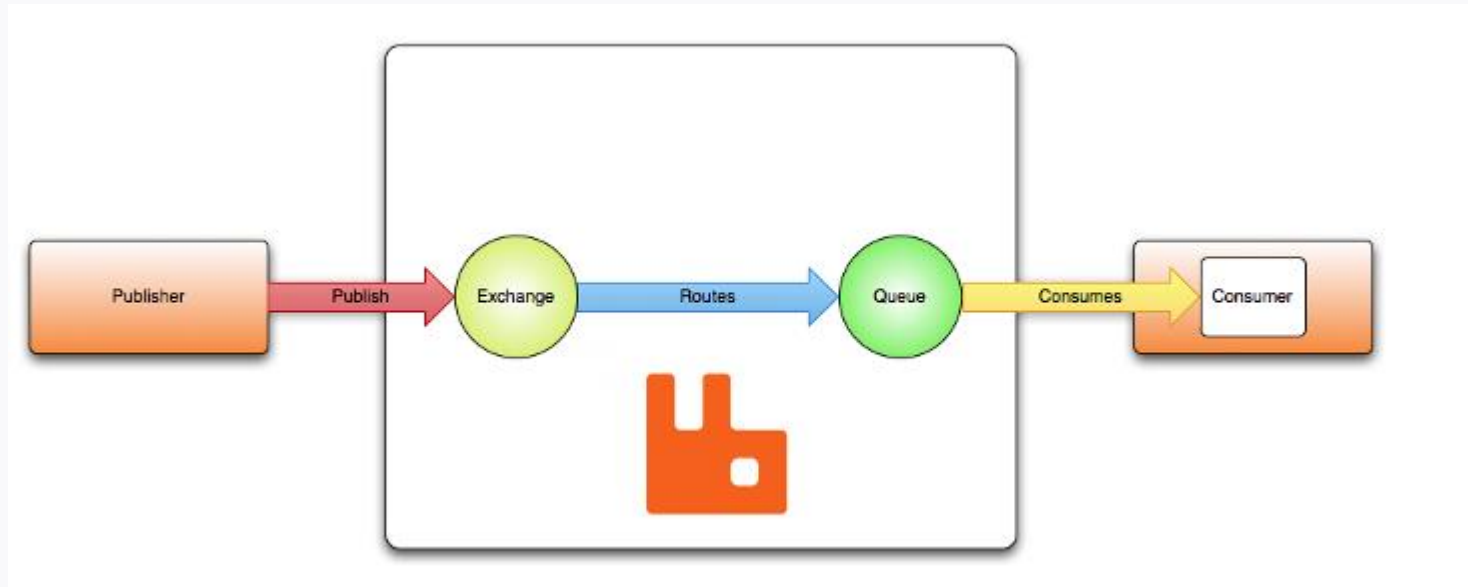 Publisher
Publish
Exchange
Routes
Queue
Consumes
Consumer